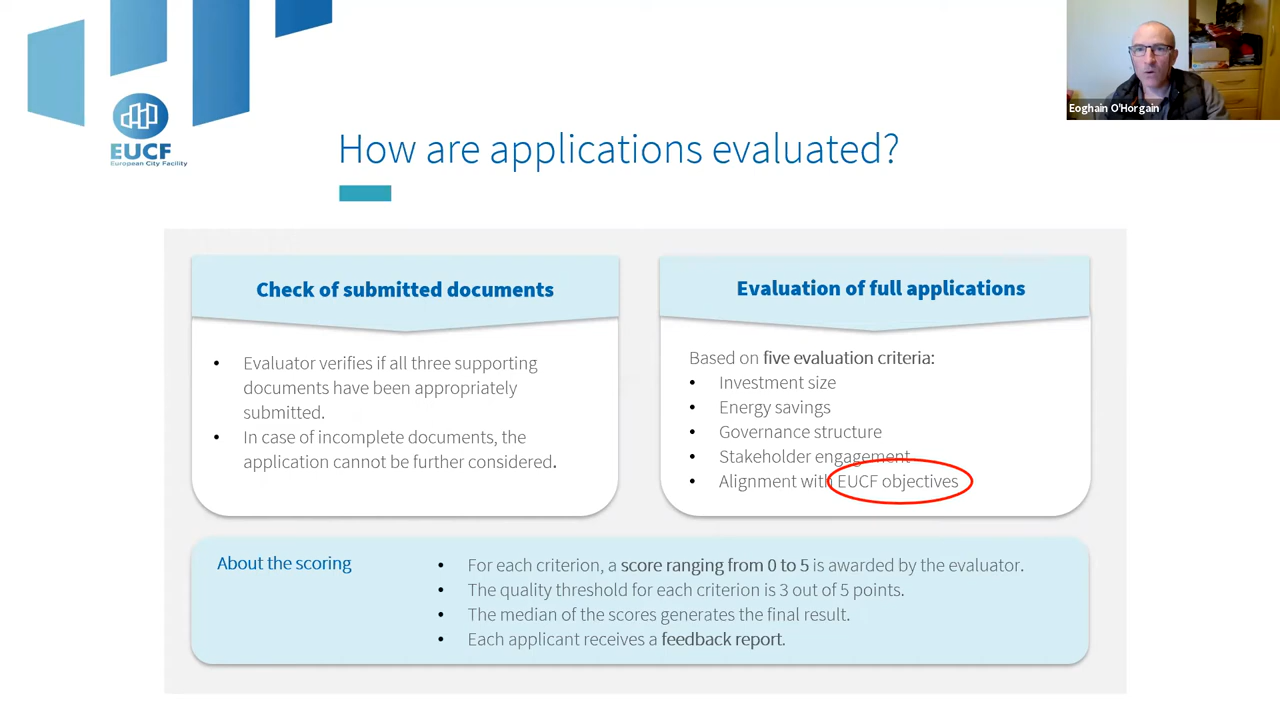 Eoghain O'Horgain
EUCF
European City Facility
How are applications evaluated?
Check of submitted documents
• Evaluator verifies if all three supporting
documents have been appropriately
submitted.
• In case of incomplete documents, the
application cannot be further considered.
Evaluation of full applications
Based on five evaluation criteria:
• Investment size
• Energy savings
• Governance structure
• Stakeholder engagement
• Alignment with EUCF objectives
About the scoring
• For each criterion, a score ranging from 0 to 5 is awarded by the evaluator.
• The quality threshold for each criterion is 3 out of 5 points.
• The median of the scores generates the final result.
• Each applicant receives a feedback report.